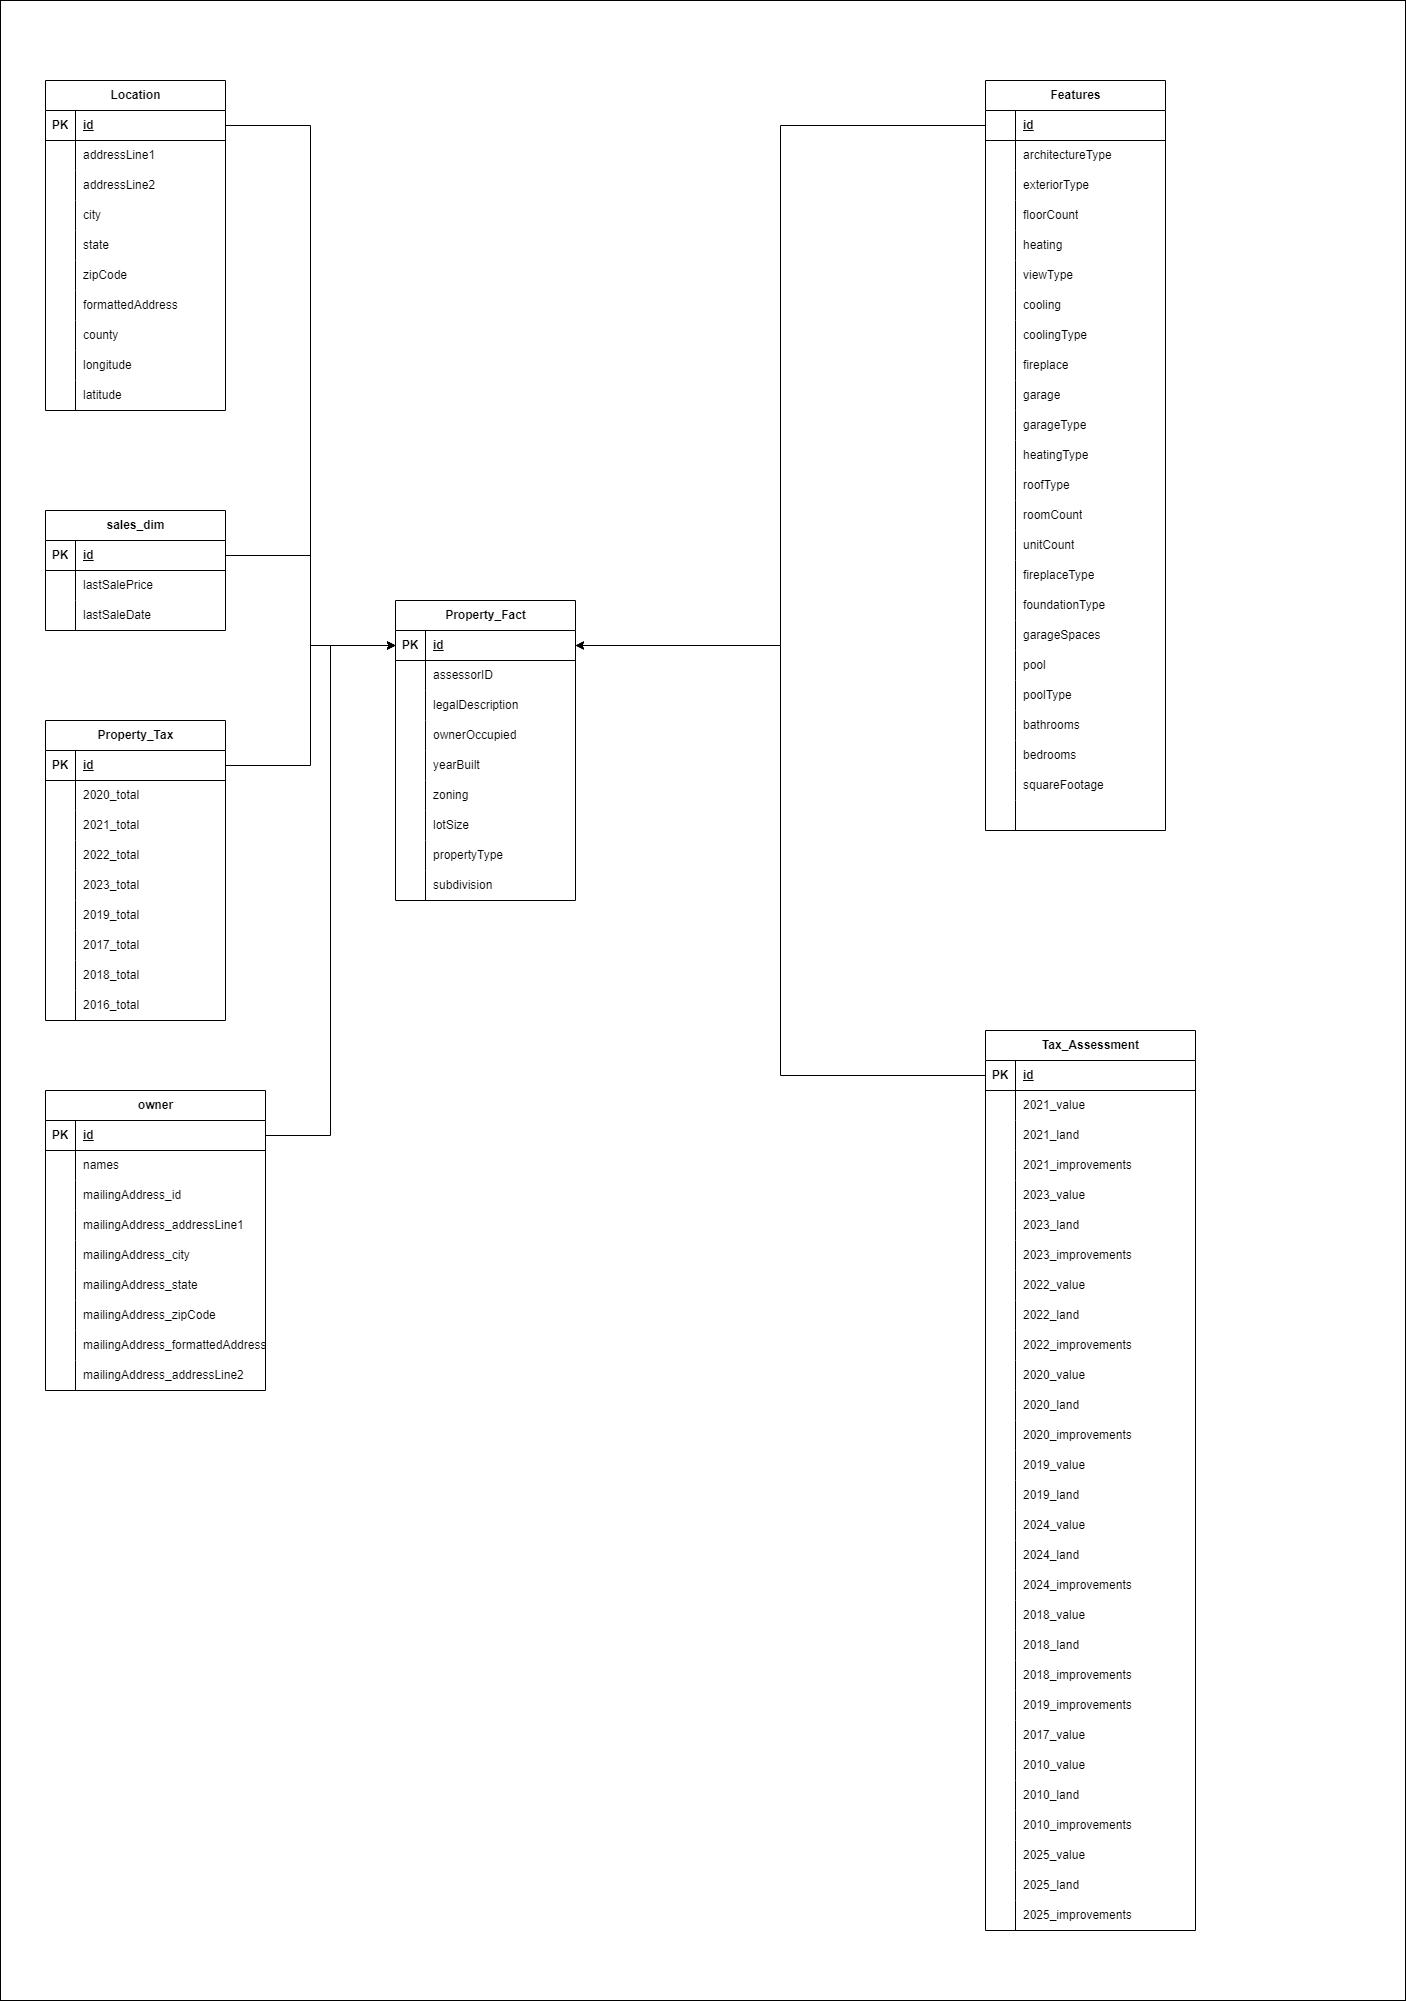 Location
PK id
addressLine1
addressLine2
city
state
zipCode
formattedAddress
county
longitude
latitude
sales_dim
PK id
lastSalePrice
lastSaleDate
Property_Tax
PK id
2020_total
2021_total
2022_total
2023_total
2019_total
2017_total
2018_total
2016_total
owner
PK id
names
mailingAddress_id
mailingAddress_addressLine1
mailingAddress_city
mailingAddress_state
mailingAddress_zipCode
mailingAddress_formattedAddress
mailingAddress_addressLine2
Property_Fact
PK id
assessorID
legalDescription
ownerOccupied
yearBuilt
zoning
lotSize
propertyType
subdivision
Features
id
architectureType
exteriorType
floorCount
heating
viewType
cooling
coolingType
fireplace
garage
garageType
heatingType
roofType
roomCount
unitCount
fireplaceType
foundationType
garageSpaces
pool
poolType
bathrooms
bedrooms
squareFootage
Tax_Assessment
PK id
2021_value
2021_land
2021_improvements
2023_value
2023_land
2023_improvements
2022_value
2022_land
2022_improvements
2020_value
2020_land
2020_improvements
2019_value
2019_land
2024_value
2024_land
2024_improvements
2018_value
2018_land
2018_improvements
2019_improvements
2017_value
2010_value
2010_land
2010_improvements
2025_value
2025_land
2025_improvements